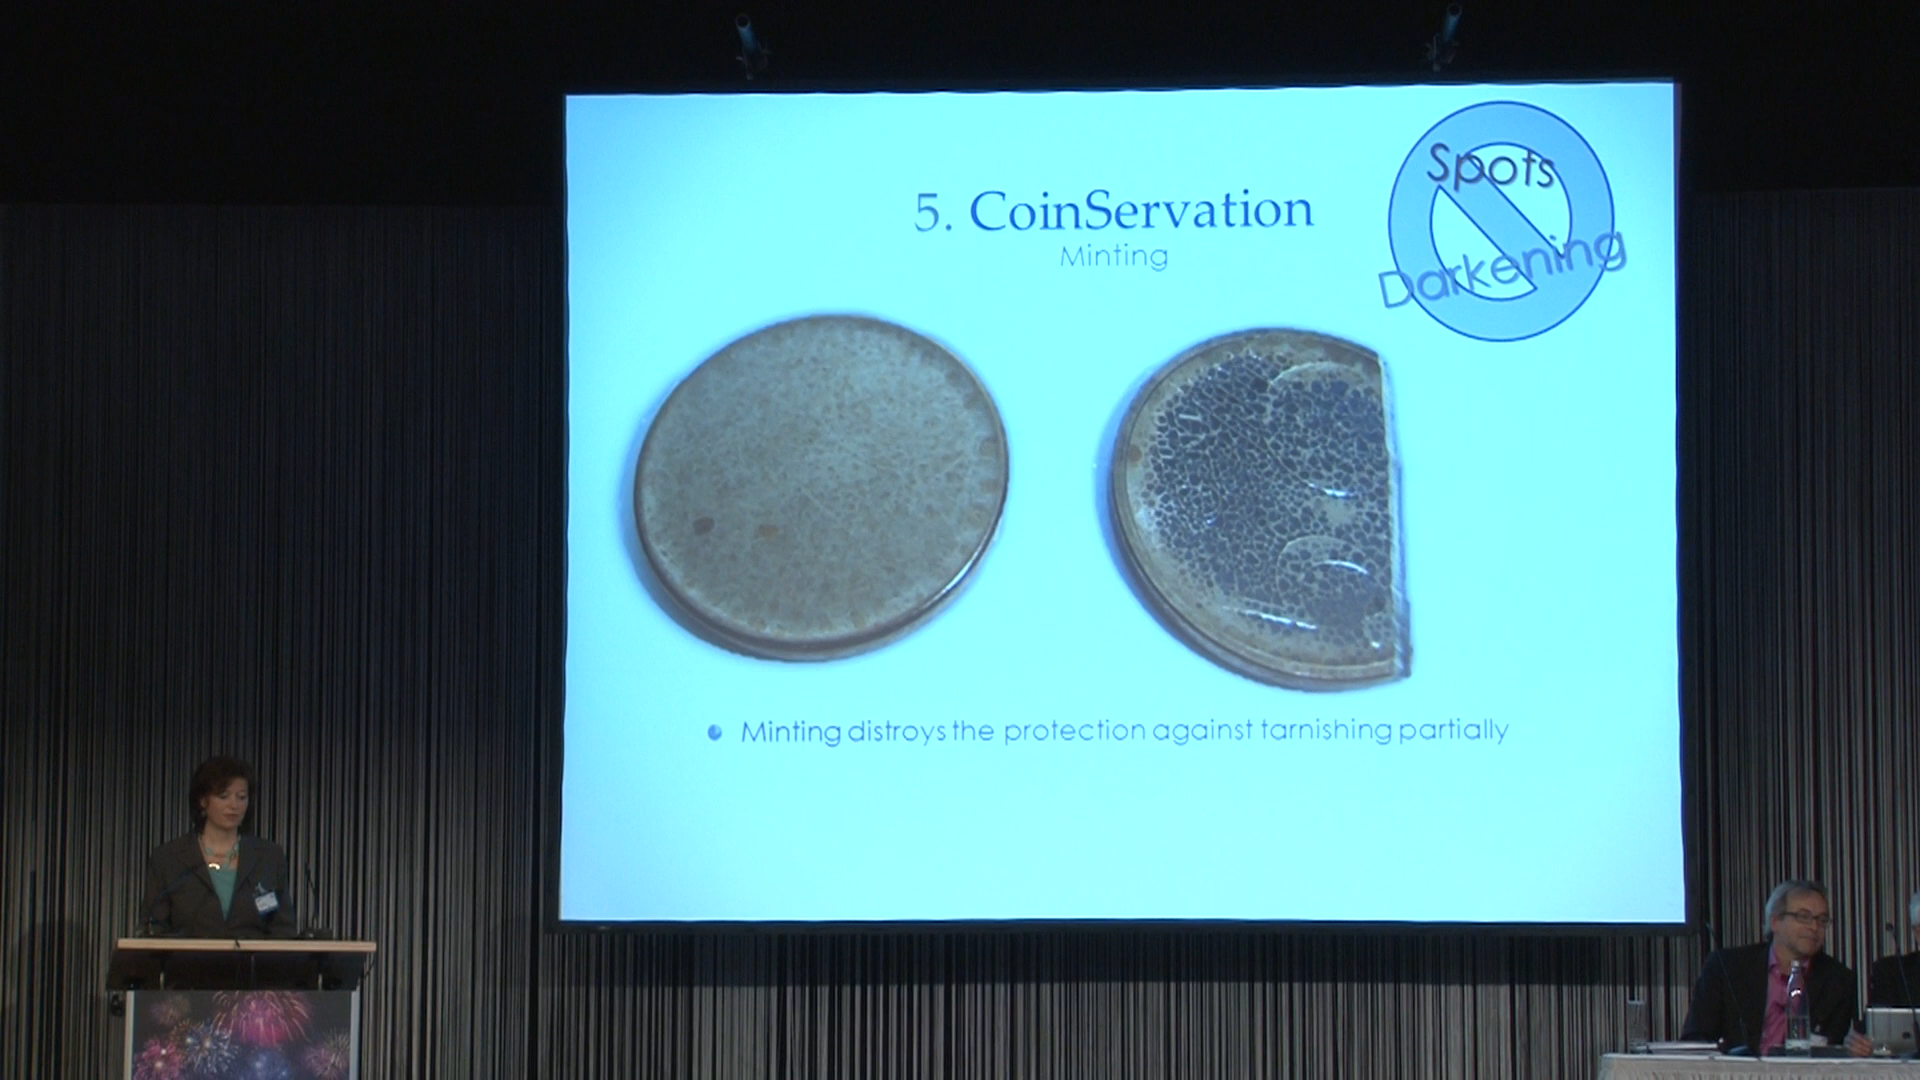 Spots
Darkening
5. CoinServation
Minting
Minting distroys the protection against tarnishing partially